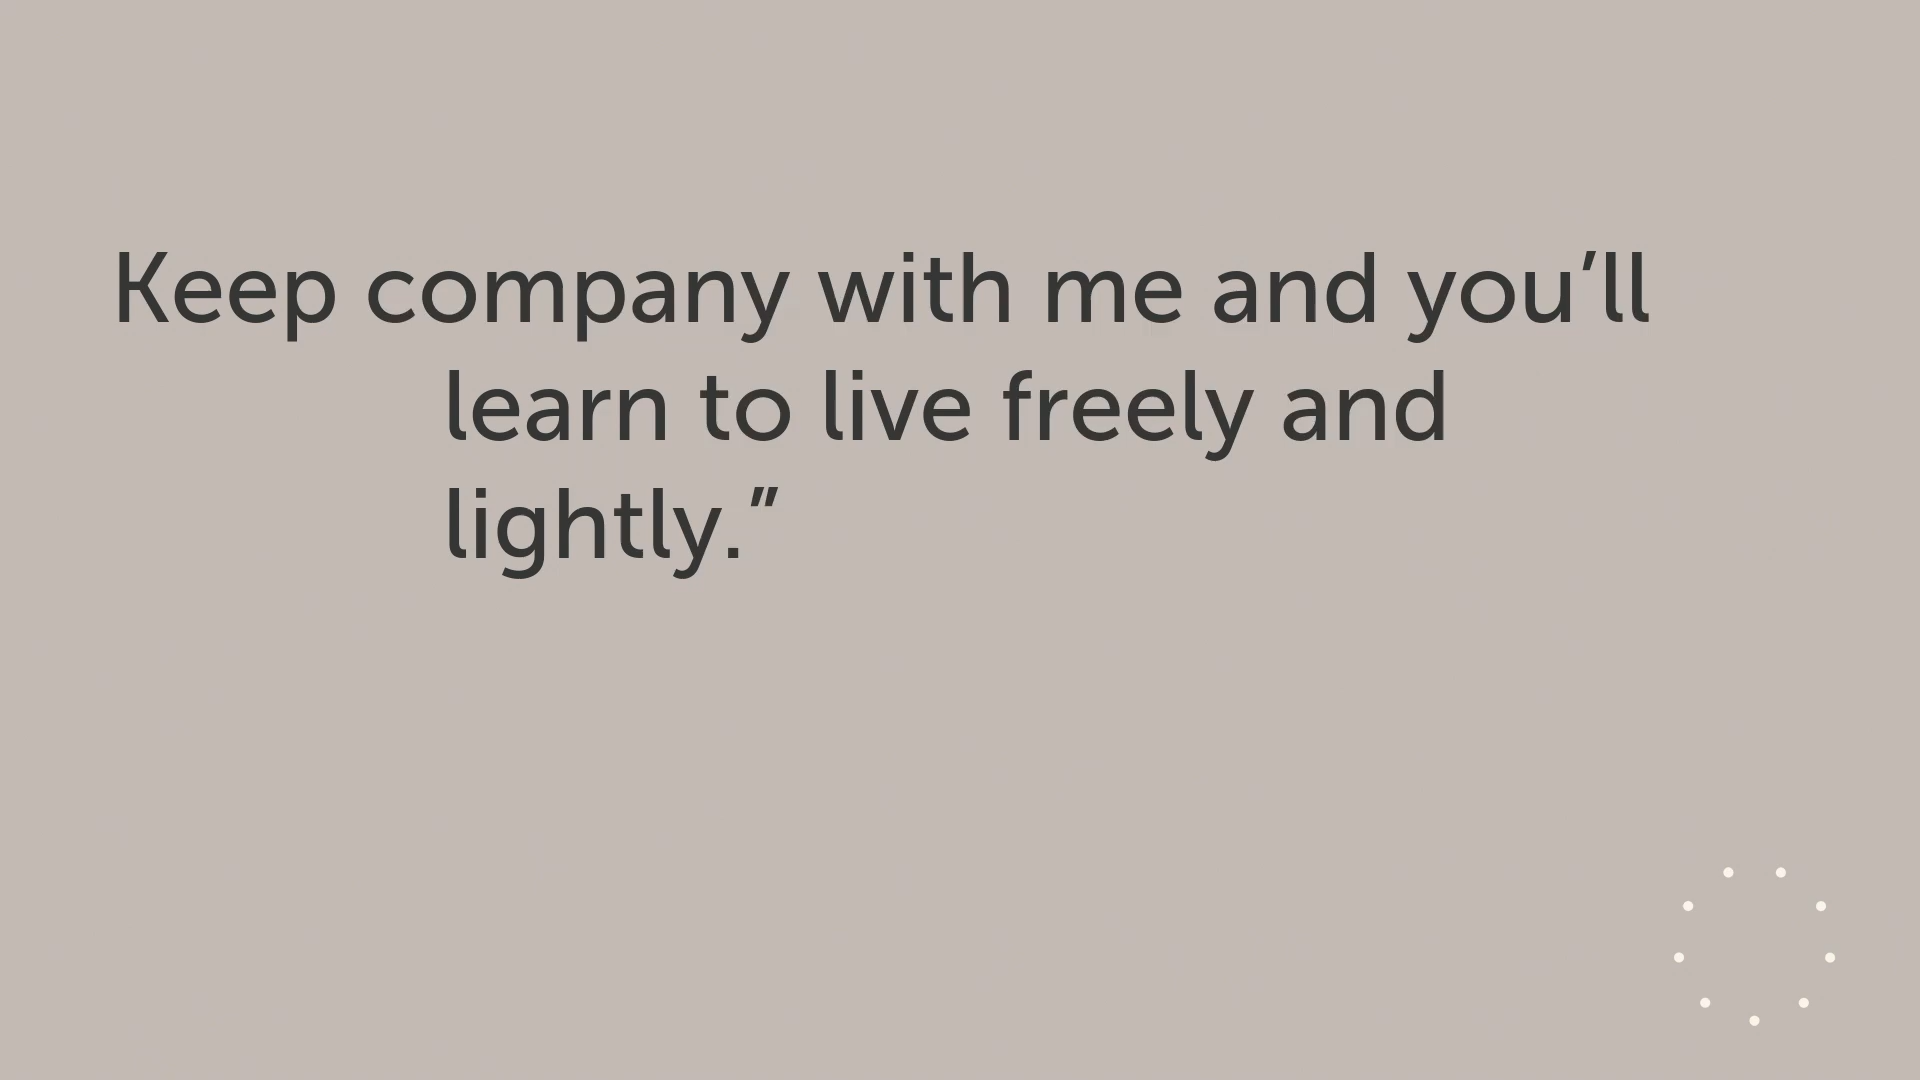 Keep company with me and you’ll
learn to live freely and
lightly.”